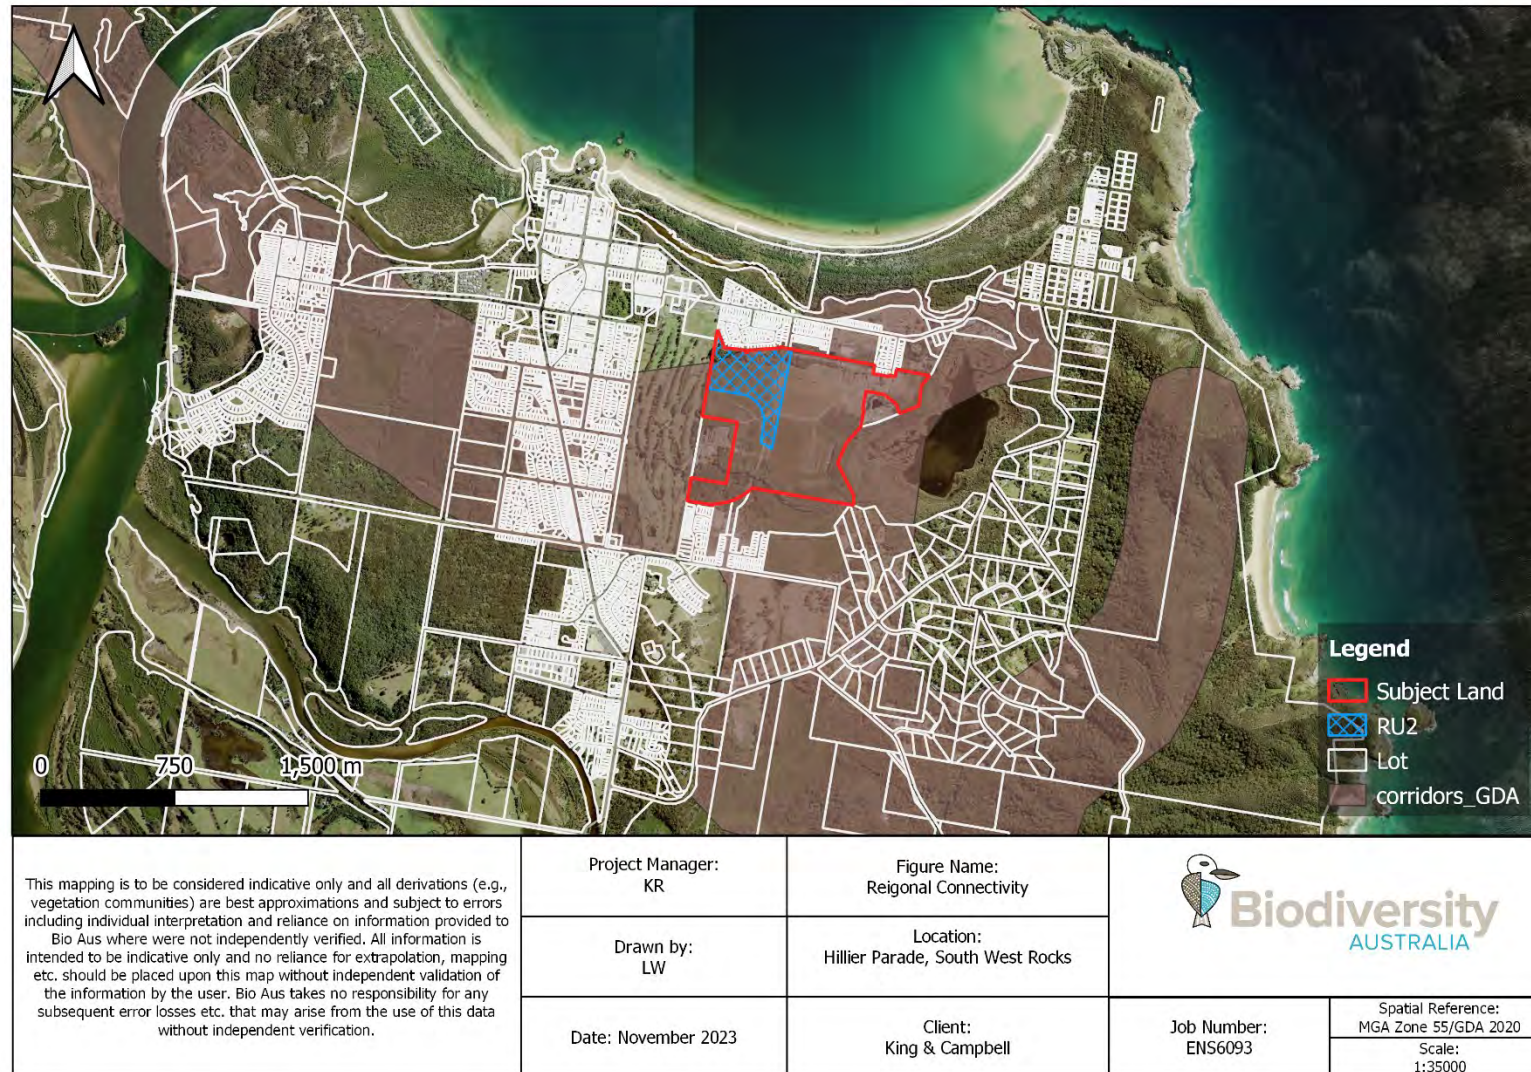 0 750 1,500 m
Legend
Subject Land
RU2
Lot
corridors_GDA
This mapping is to be considered indicative only and all derivations (e.g.,
vegetation communities) are best approximations and subject to errors
including individual interpretation and reliance on information provided to
Bio Aus where were not independently verified. All information is
intended to be indicative only and no reliance for extrapolation, mapping
etc. should be placed upon this map without independent validation of
the information by the user. Bio Aus takes no responsibility for any
subsequent error losses etc. that may arise from the use of this data
without independent verification.
Project Manager:
KR
Figure Name:
Reigonal Connectivity
Drawn by:
LW
Location:
Hillier Parade, South West Rocks
Date: November 2023
Client:
King & Campbell
Biodiversity
AUSTRALIA
Job Number:
ENS6093
Spatial Reference:
MGA Zone 55/GDA 2020
Scale:
1:35000